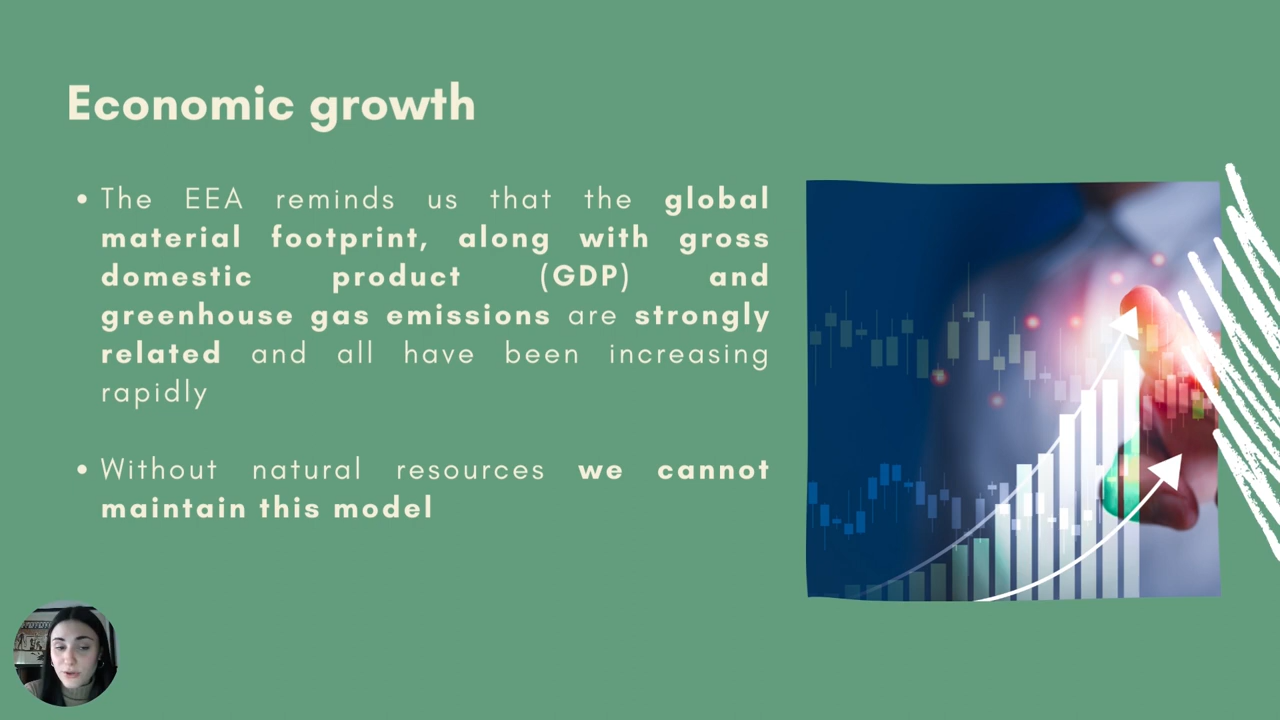 Economic growth
• The EEA reminds us that the global
material footprint, along with gross
domestic product (GDP) and
greenhouse gas emissions are strongly
related and all have been increasing
rapidly
• Without natural resources we cannot
maintain this model